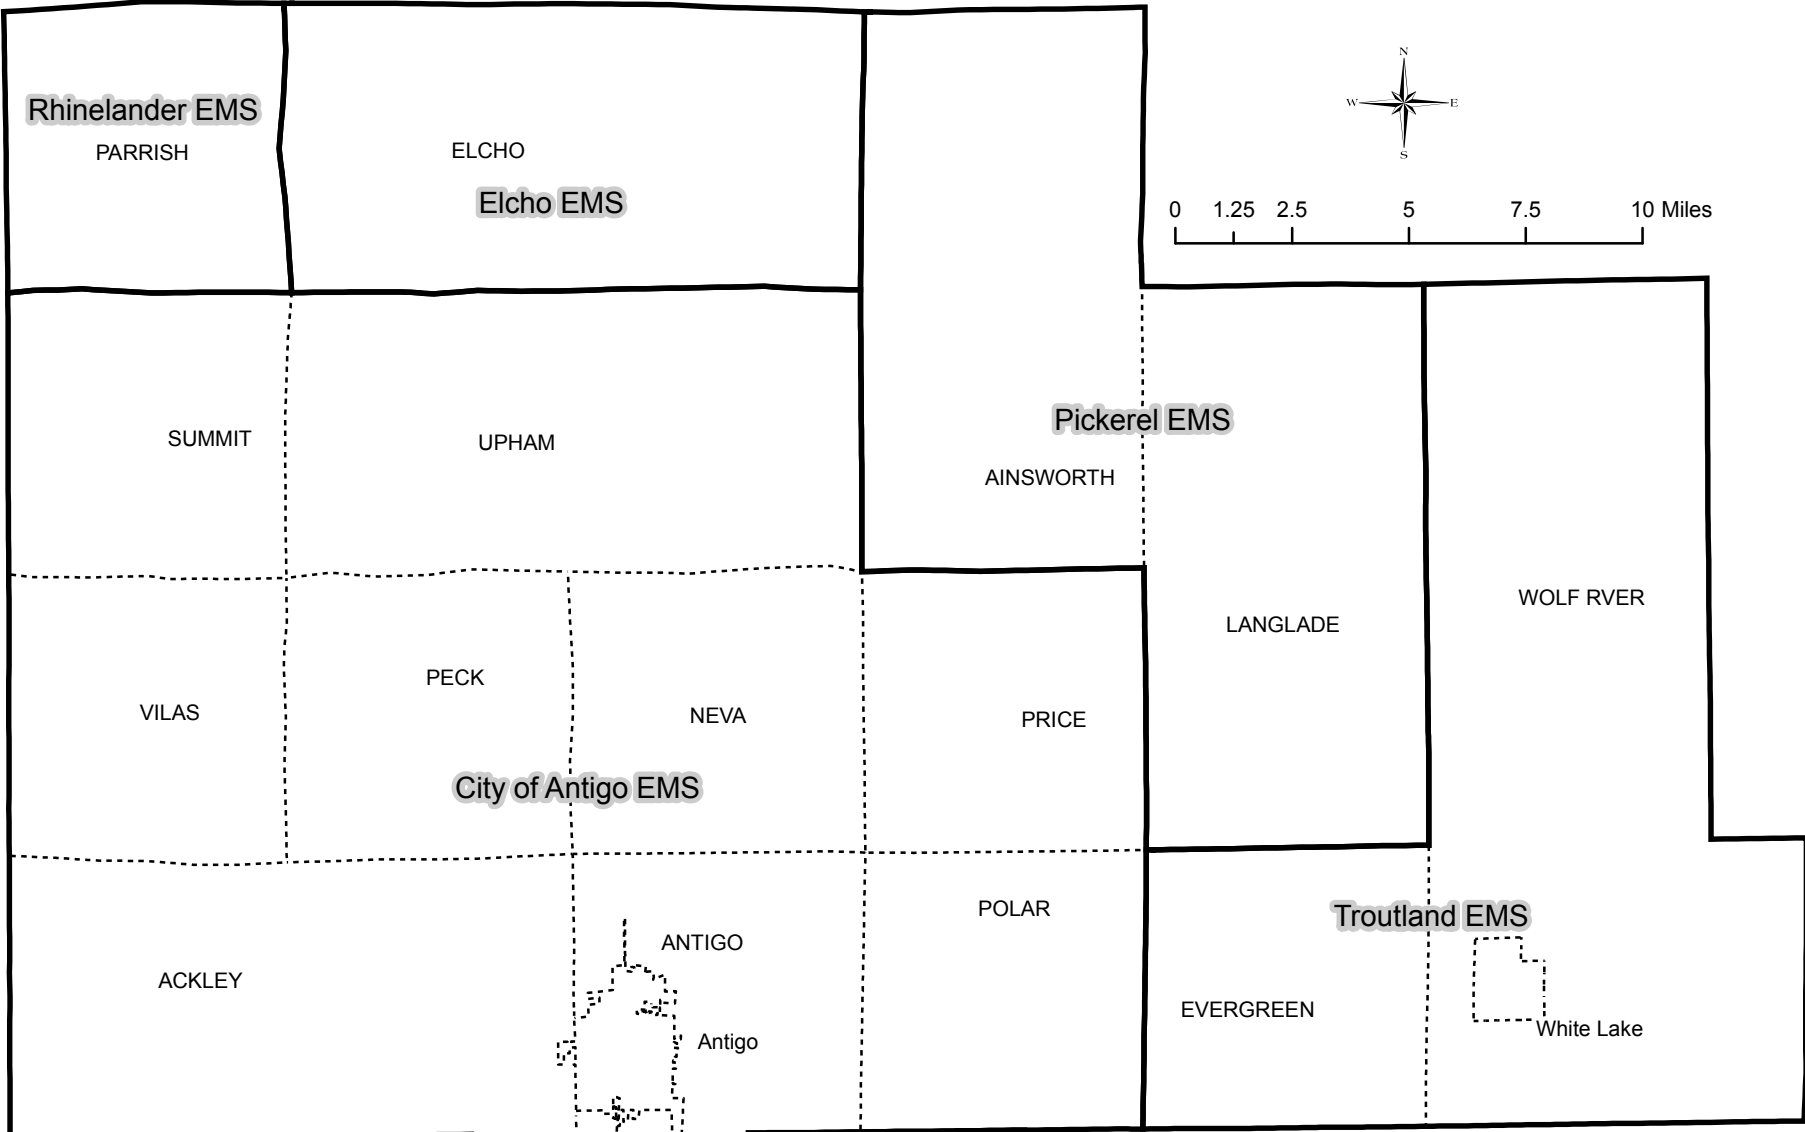 N
W E
S
Rhinelander EMS
PARRISH
ELCHO
Elcho EMS
0 1.25 2.5 5 7.5 10 Miles
SUMMIT
UPHAM
Pickerel EMS
AINSWORTH
WOLF RVER
LANGLADE
PECK
VILAS
NEVA
PRICE
City of Antigo EMS
POLAR
Troutland EMS
ANTIGO
ACKLEY
EVERGREEN
White Lake
Antigo